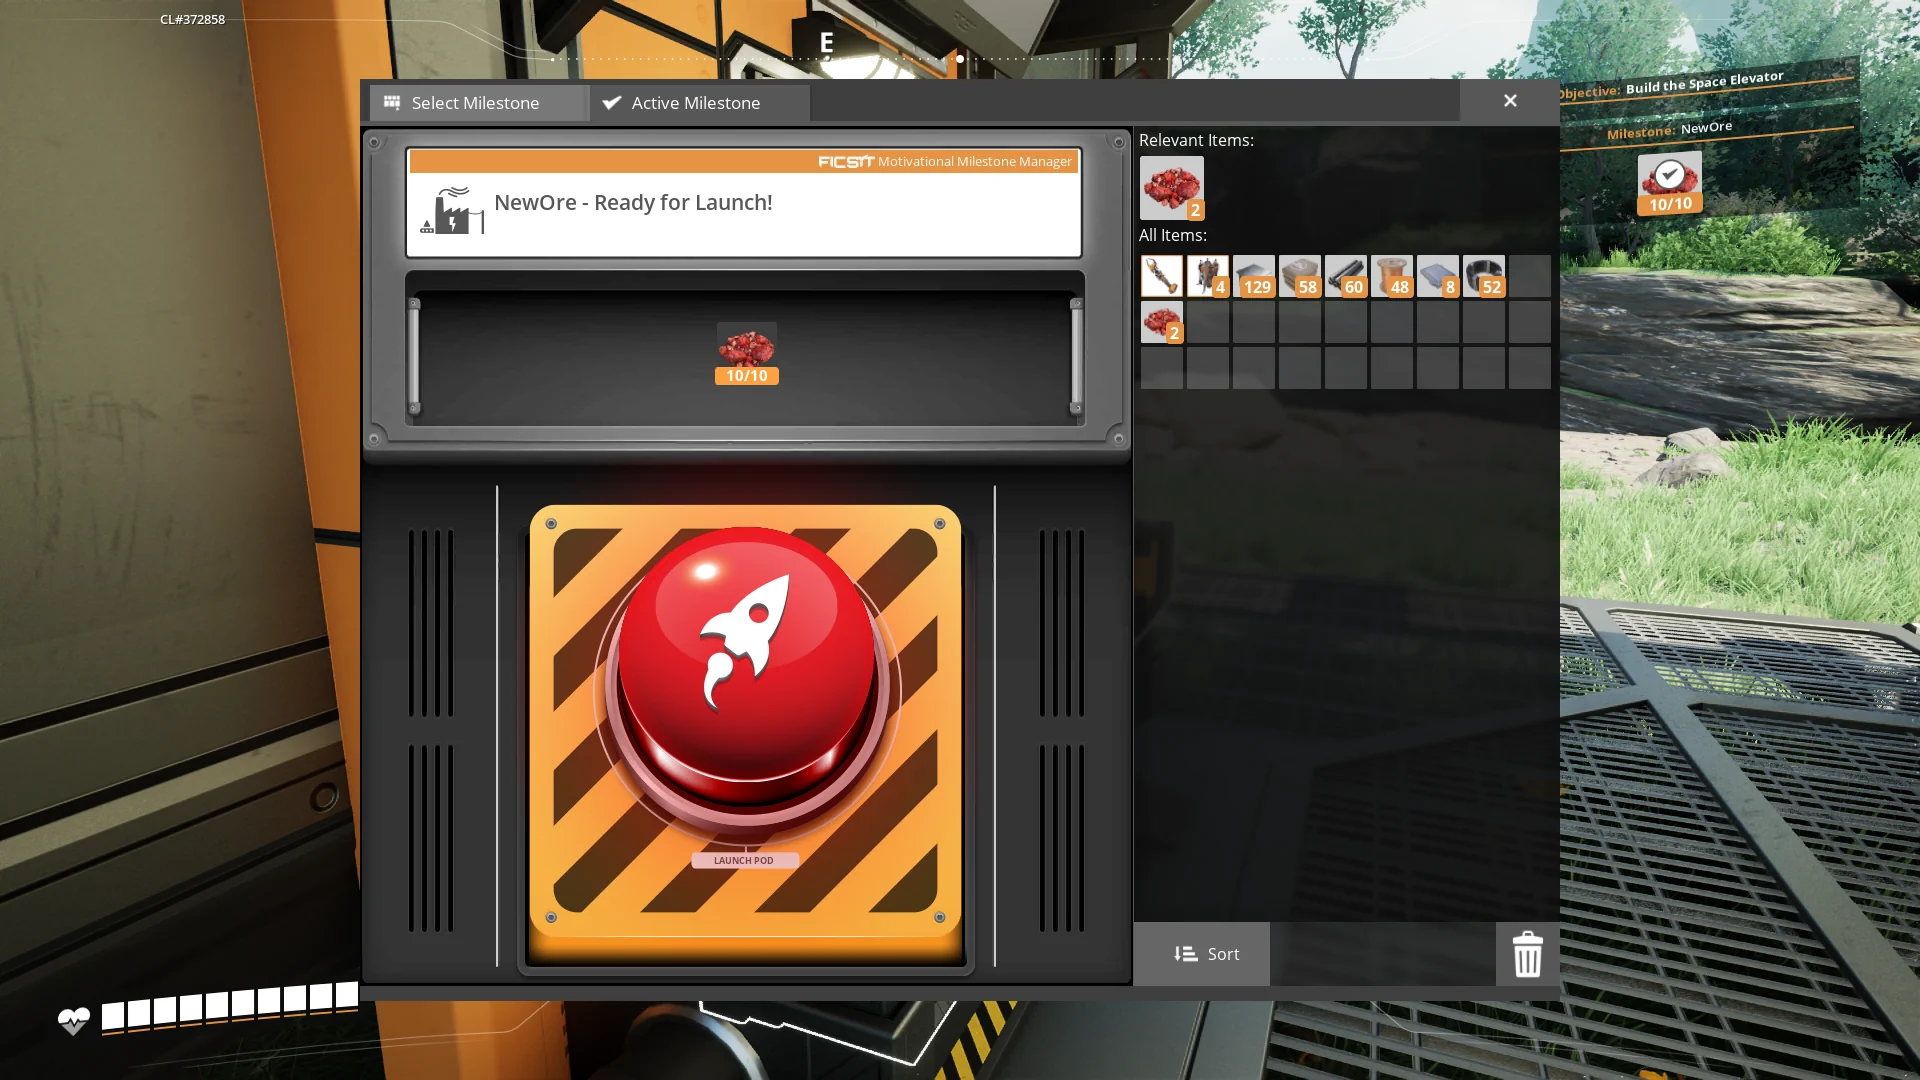 CL#372858
E
Select Milestone
Active Milestone
Objective: Build the Space Elevator
Milestone: NewOre
10/10
FICSIT Motivational Milestone Manager
NewOre - Ready for Launch!
10/10
LAUNCH POD
Relevant Items:
2
All Items:
4 129 58 60 48 8 52
2
Sort